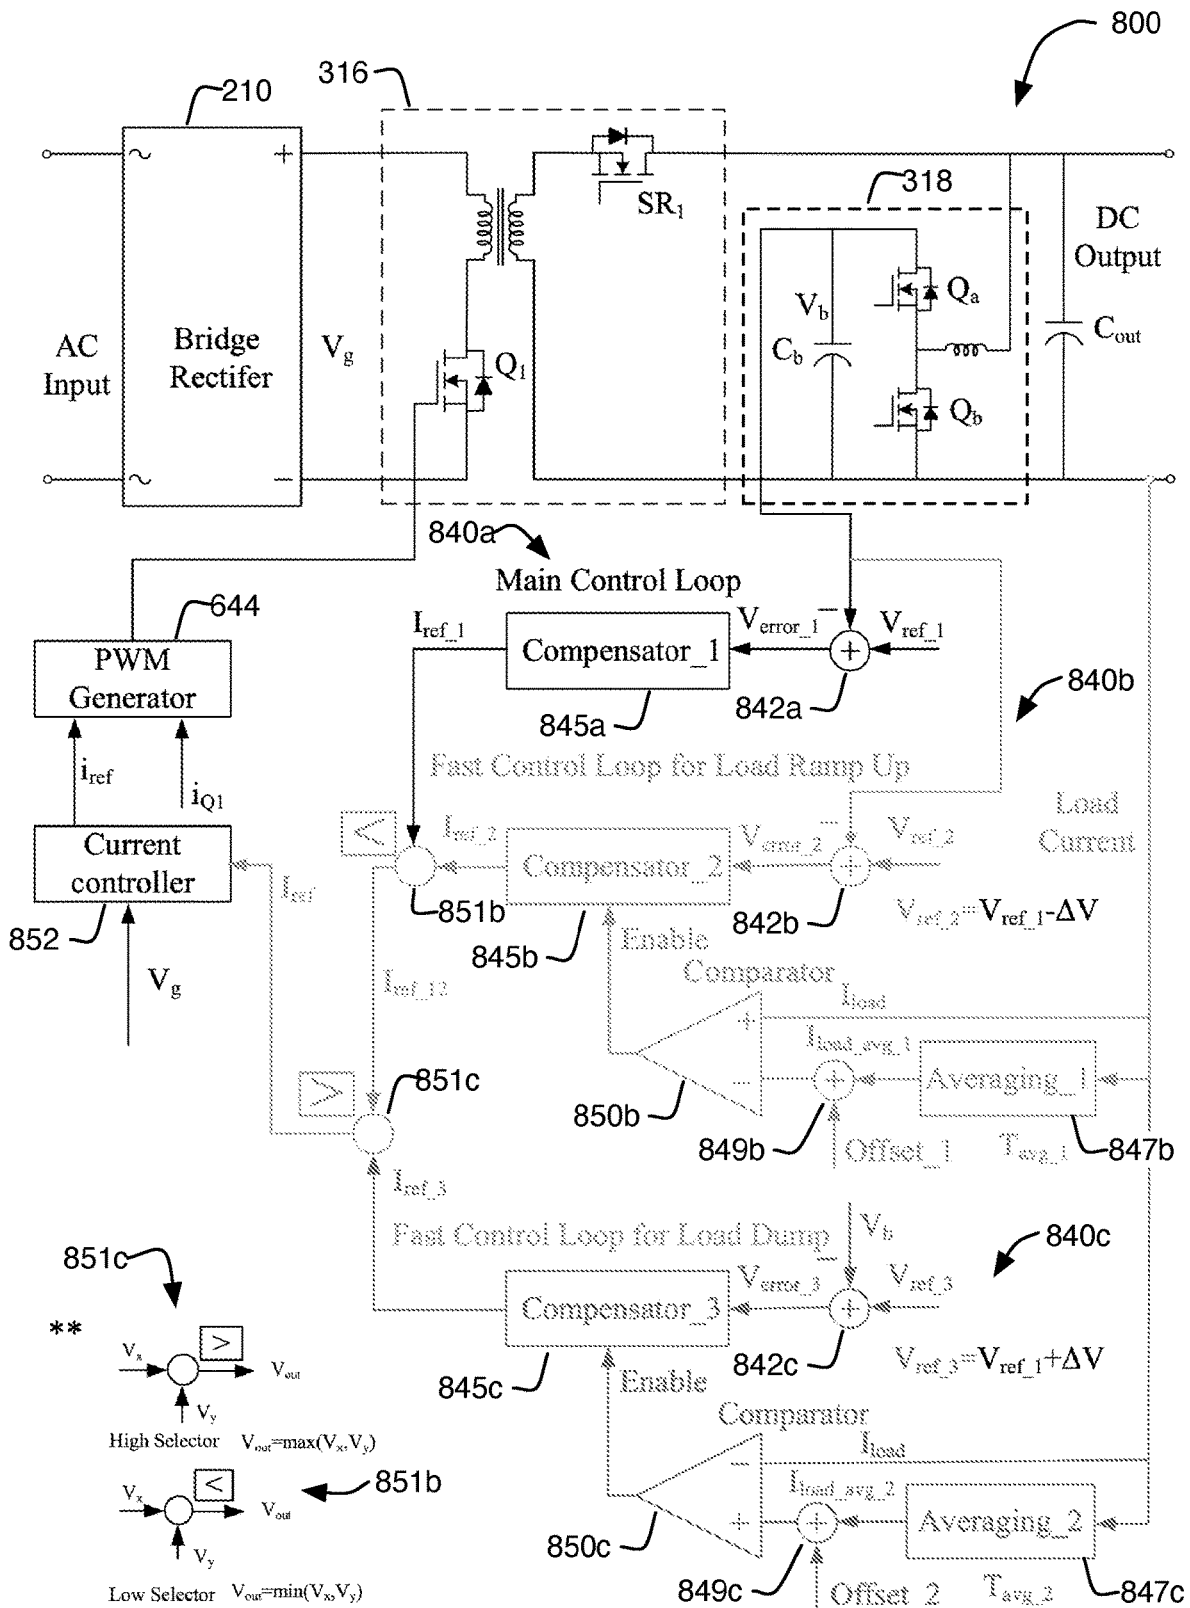 800
210
316
318
SR1
DC
Output
AC
Input
~
~
+
−
Bridge
Rectifer
Vg
Q1
Vb
Cb
Qa
Qb
Cout
840a
Main Control Loop
644
PWM
Generator
Iref_1
Compensator_1
845a
Verror_1
−
+
Vref_1
842a
840b
iref
iQ1
Fast Control Loop for Load Ramp Up
Current
controller
852
Vg
Iref
<
851b
Iref_2
Compensator_2
845b
Verror_2
−
+
Vref_2
842b
Vref_2=Vref_1-ΔV
Load
Current
Enable
Comparator
Iref_12
+
−
850b
Iload
Iload_avg_1
+
849b
Offset_1
Averaging_1
Tavg_1
847b
>
851c
Iref_3
Fast Control Loop for Load Dump
Vb
840c
Compensator_3
845c
Verror_3
−
+
Vref_3
842c
Vref_3=Vref_1+ΔV
Enable
Comparator
−
+
850c
Iload
Iload_avg_2
+
849c
Offset_2
Averaging_2
Tavg_2
847c
851c
**
Vx
>
Vout
Vy
High Selector Vout=max(Vx,Vy)
Vx
<
Vout
851b
Vy
Low Selector Vout=min(Vx,Vy)